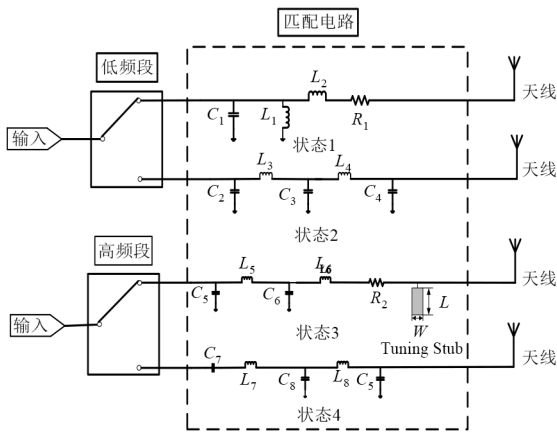 匹配电路
低频段
天线
L2
C1
L1
R1
输入
状态1
L3
L4
C2
C3
C4
天线
状态2
高频段
天线
L5
L6
C5
C6
R2
L
输入
W
状态3
Tuning Stub
天线
C7
L7
C8
L8
C5
状态4